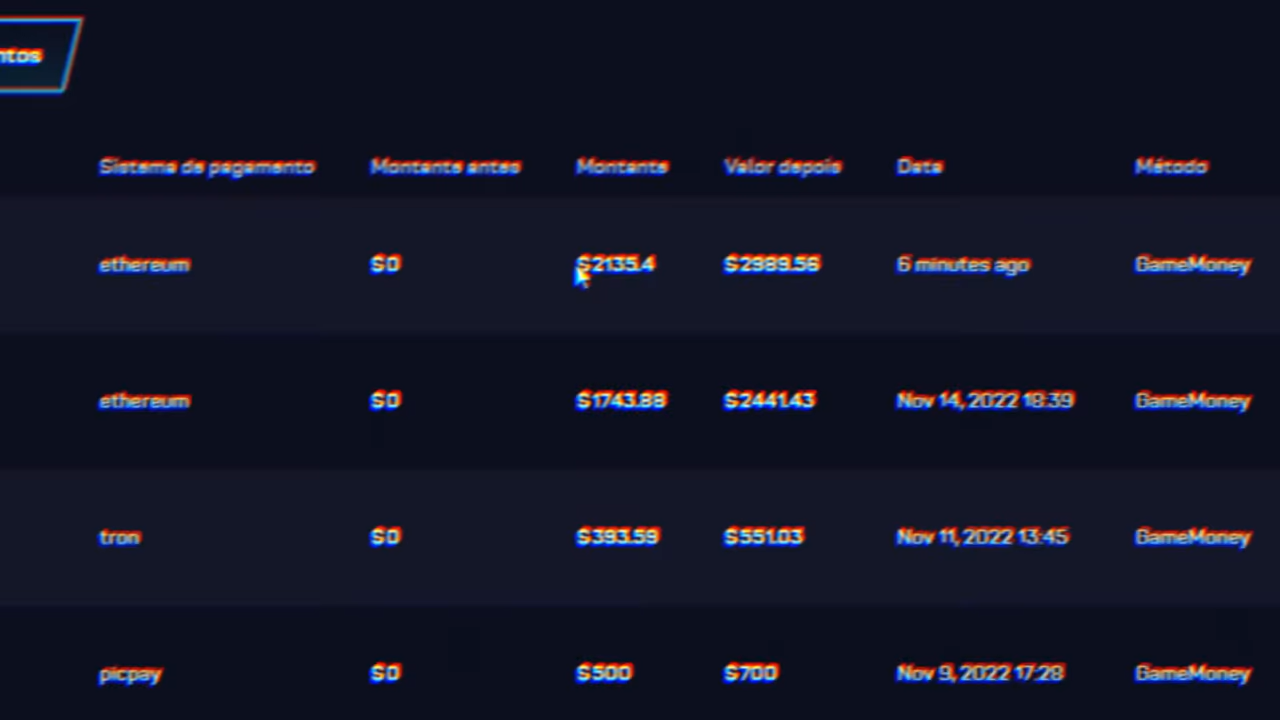 ntos
Sistema de pagamento Montante antes Montante Valor depois Data Método
ethereum $0 $2135.4 $2989.56 6 minutes ago GameMoney
ethereum $0 $1743.88 $2441.43 Nov 14, 2022 18:39 GameMoney
tron $0 $393.59 $551.03 Nov 11, 2022 13:45 GameMoney
picpay $0 $500 $700 Nov 9, 2022 17:28 GameMoney